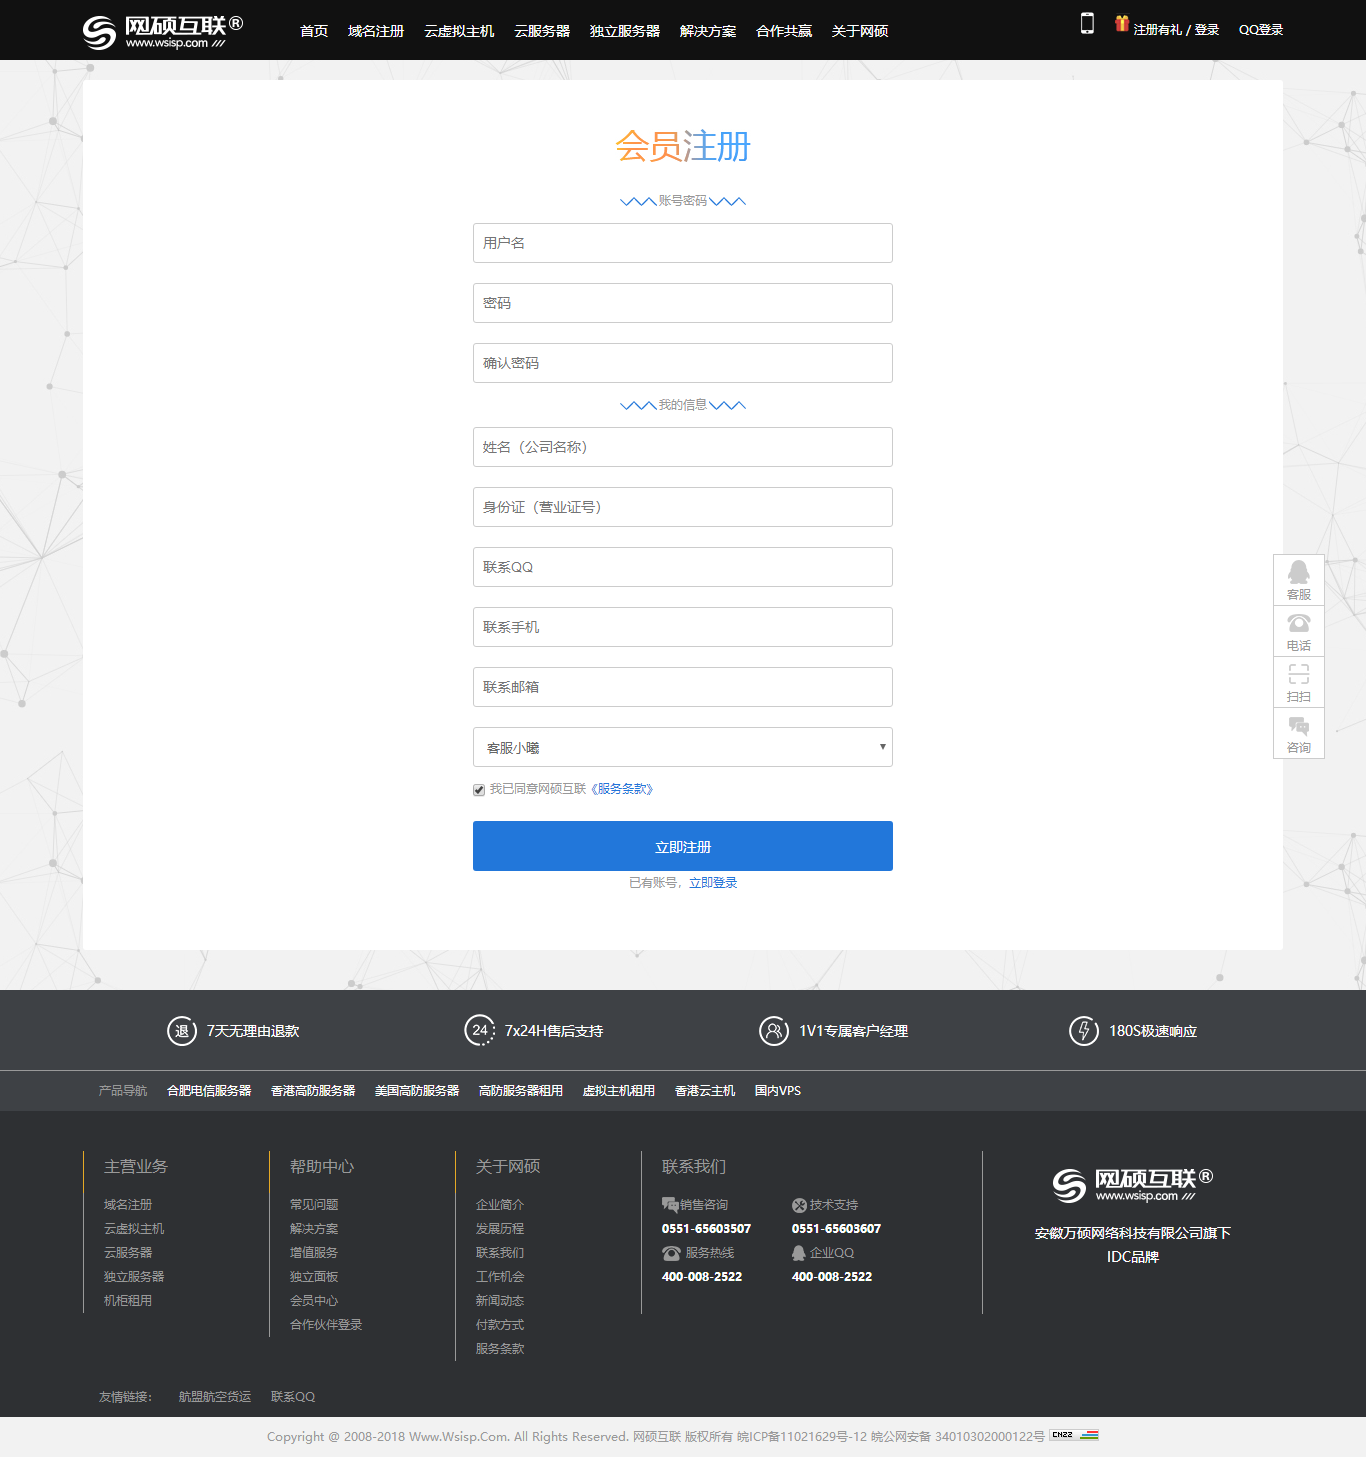 网硕互联®
www.wsisp.com
首页 域名注册 云虚拟主机 云服务器 独立服务器 解决方案 合作共赢 关于网硕
注册有礼 / 登录 QQ登录
会员注册
账号密码
用户名
密码
确认密码
我的信息
姓名（公司名称）
身份证（营业证号）
联系QQ
联系手机
联系邮箱
客服小曦
我已同意网硕互联《服务条款》
立即注册
已有账号，立即登录
客服
电话
扫扫
咨询
退 7天无理由退款
24 7x24H售后支持
1V1专属客户经理
180S极速响应
产品导航 合肥电信服务器 香港高防服务器 美国高防服务器 高防服务器租用 虚拟主机租用 香港云主机 国内VPS
主营业务
域名注册
云虚拟主机
云服务器
独立服务器
机柜租用
帮助中心
常见问题
解决方案
增值服务
独立面板
会员中心
合作伙伴登录
关于网硕
企业简介
发展历程
联系我们
工作机会
新闻动态
付款方式
服务条款
联系我们
销售咨询 技术支持
0551-65603507 0551-65603607
服务热线 企业QQ
400-008-2522 400-008-2522
网硕互联®
www.wsisp.com
安徽万硕网络科技有限公司旗下
IDC品牌
友情链接： 航盟航空货运 联系QQ
Copyright @ 2008-2018 Www.Wsisp.Com. All Rights Reserved. 网硕互联 版权所有 皖ICP备11021629号-12 皖公网安备 34010302000122号 CNZZ